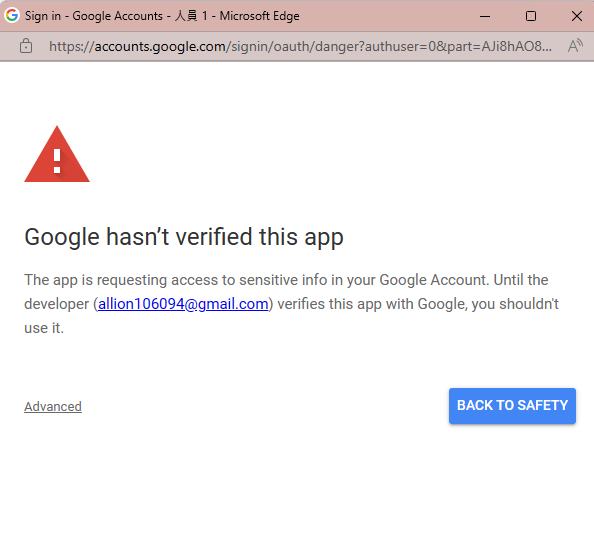 Sign in - Google Accounts - 人員 1 - Microsoft Edge
https://accounts.google.com/signin/oauth/danger?authuser=0&part=AJi8hAO8...
Google hasn’t verified this app
The app is requesting access to sensitive info in your Google Account. Until the
developer (allion106094@gmail.com) verifies this app with Google, you shouldn't
use it.
Advanced
BACK TO SAFETY